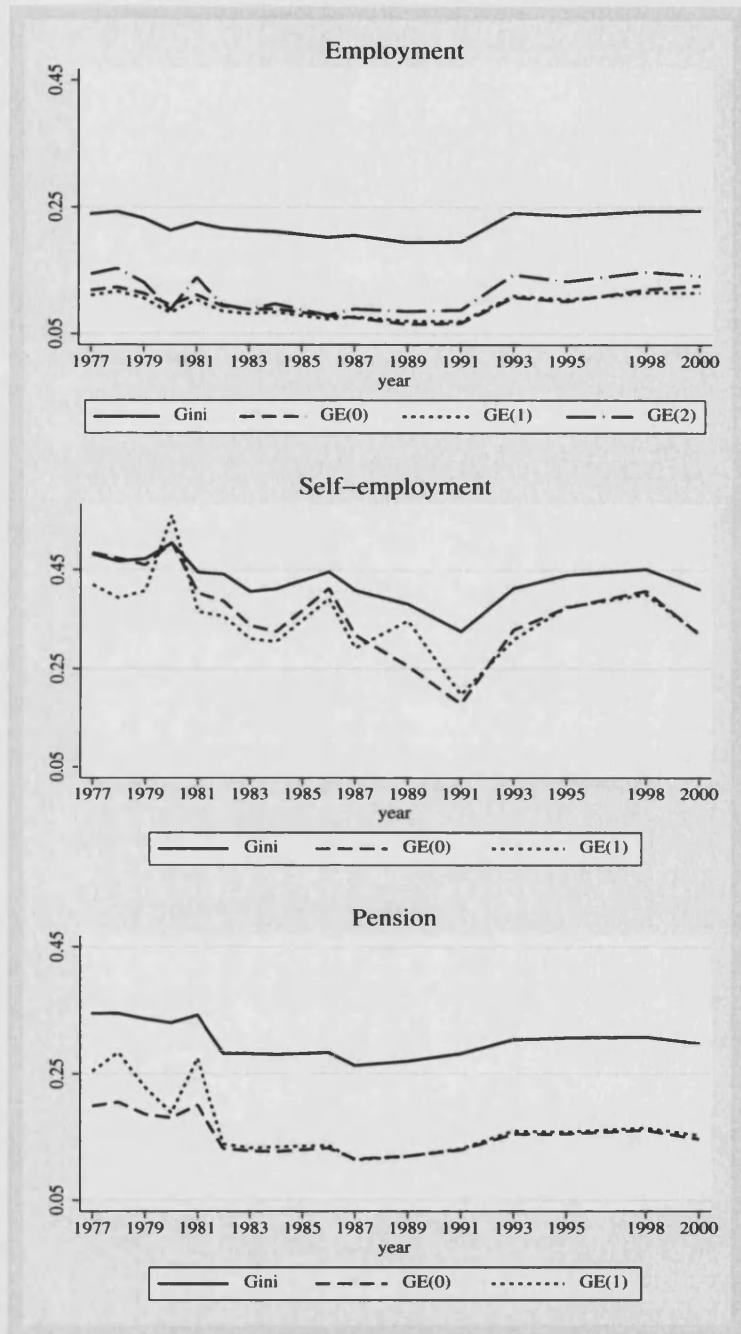 Employment
0.45
0.25
0.05
1977 1979 1981 1983 1985 1987 1989 1991 1993 1995 1998 2000
year
Gini GE(0) GE(1) GE(2)
Self-employment
0.45
0.25
0.05
1977 1979 1981 1983 1985 1987 1989 1991 1993 1995 1998 2000
year
Gini GE(0) GE(1)
Pension
0.45
0.25
0.05
1977 1979 1981 1983 1985 1987 1989 1991 1993 1995 1998 2000
year
Gini GE(0) GE(1)